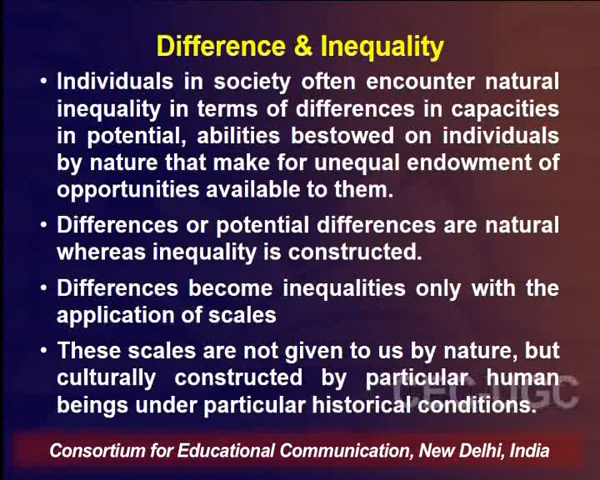 Difference & Inequality
• Individuals in society often encounter natural
inequality in terms of differences in capacities
in potential, abilities bestowed on individuals
by nature that make for unequal endowment of
opportunities available to them.
• Differences or potential differences are natural
whereas inequality is constructed.
• Differences become inequalities only with the
application of scales
• These scales are not given to us by nature, but
culturally constructed by particular human
beings under particular historical conditions.
CEC-UGC
Consortium for Educational Communication, New Delhi, India